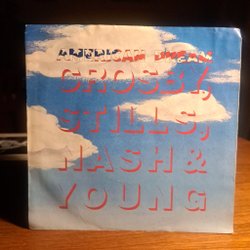 AMERICAN DREAM
CROSBY,
STILLS,
NASH &
YOUNG